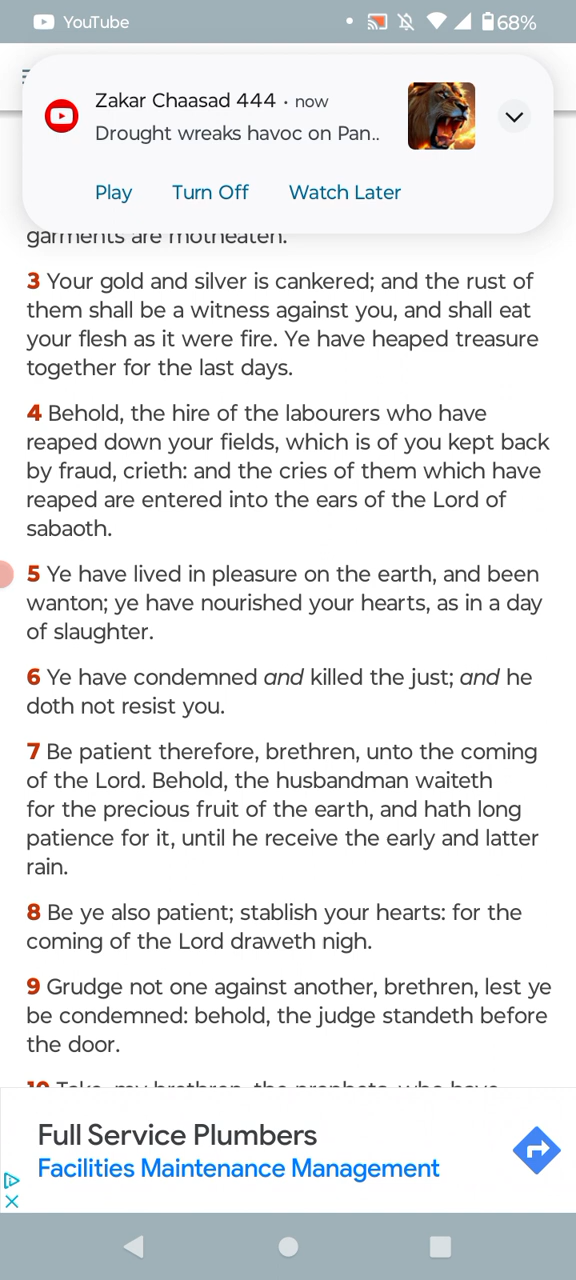 YouTube
68%
Zakar Chaasad 444 · now
Drought wreaks havoc on Pan..
Play Turn Off Watch Later
garments are motheaten.
3 Your gold and silver is cankered; and the rust of
them shall be a witness against you, and shall eat
your flesh as it were fire. Ye have heaped treasure
together for the last days.
4 Behold, the hire of the labourers who have
reaped down your fields, which is of you kept back
by fraud, crieth: and the cries of them which have
reaped are entered into the ears of the Lord of
sabaoth.
5 Ye have lived in pleasure on the earth, and been
wanton; ye have nourished your hearts, as in a day
of slaughter.
6 Ye have condemned and killed the just; and he
doth not resist you.
7 Be patient therefore, brethren, unto the coming
of the Lord. Behold, the husbandman waiteth
for the precious fruit of the earth, and hath long
patience for it, until he receive the early and latter
rain.
8 Be ye also patient; stablish your hearts: for the
coming of the Lord draweth nigh.
9 Grudge not one against another, brethren, lest ye
be condemned: behold, the judge standeth before
the door.
10 Take, my brethren, the prophets, who have
Full Service Plumbers
Facilities Maintenance Management